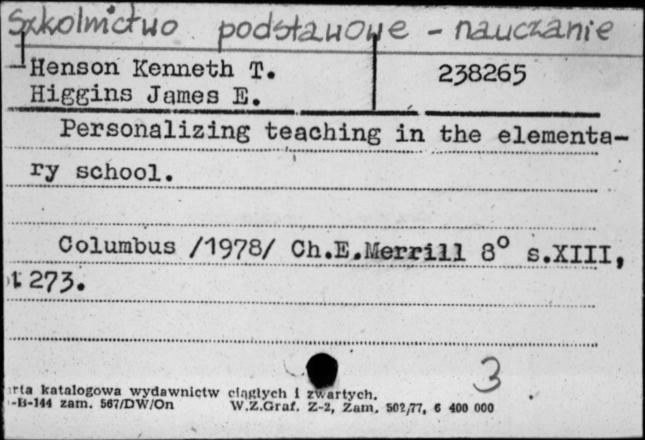 Szkolnictwo podstawowe - nauczanie
Henson Kenneth T.
238265
Higgins James E.
Personalizing teaching in the elementa-
ry school.
Columbus /1978/ Ch.E.Merrill 8° s.XIII,
273.
3
rta katalogowa wydawnictw ciągłych i zwartych.
-B-144 zam. 567/DW/On W.Z.Graf. Z-2, Zam. 502/77, 6 400 000